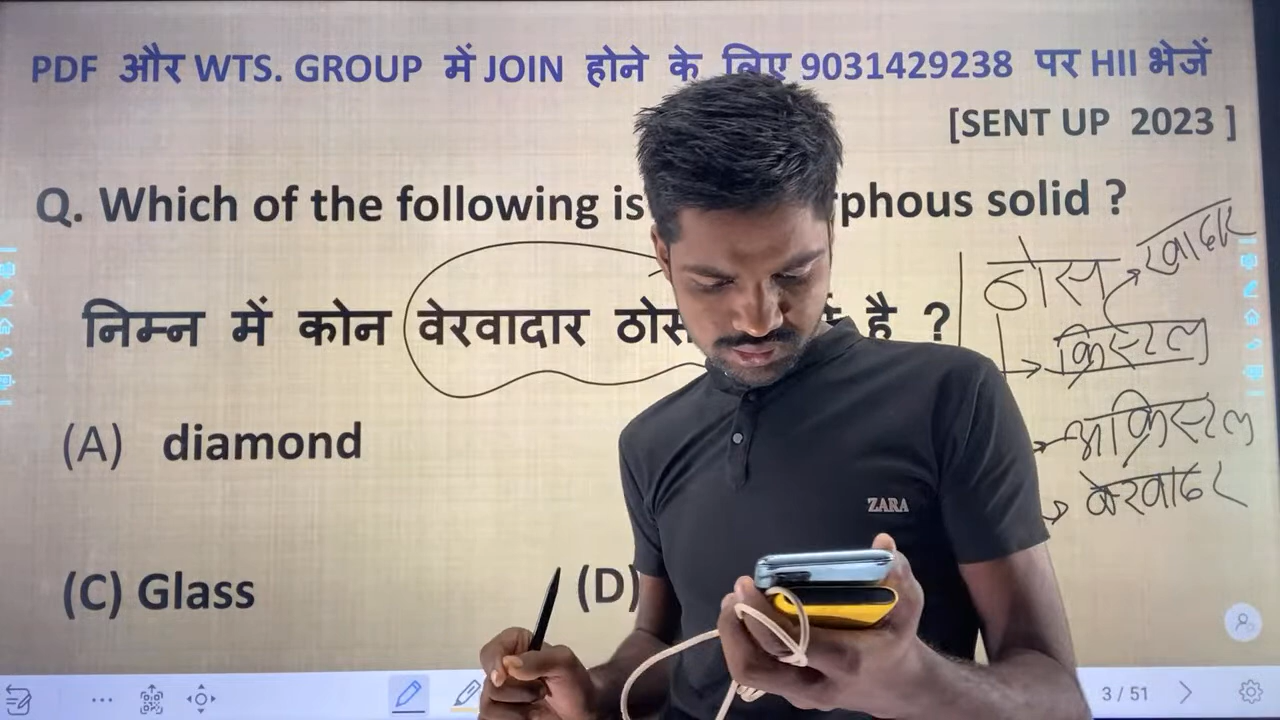 PDF और WTS. GROUP में JOIN होने के लिए 9031429238 पर HII भेजें
[SENT UP 2023 ]
Q. Which of the following is rphous solid ?
निम्न में कोन वेरवादार ठोस है ?
(A) diamond
(C) Glass
(D)
ठोस
रवादार
क्रिस्टल
अक्रिस्टल
बेरवादार
ZARA
3 / 51